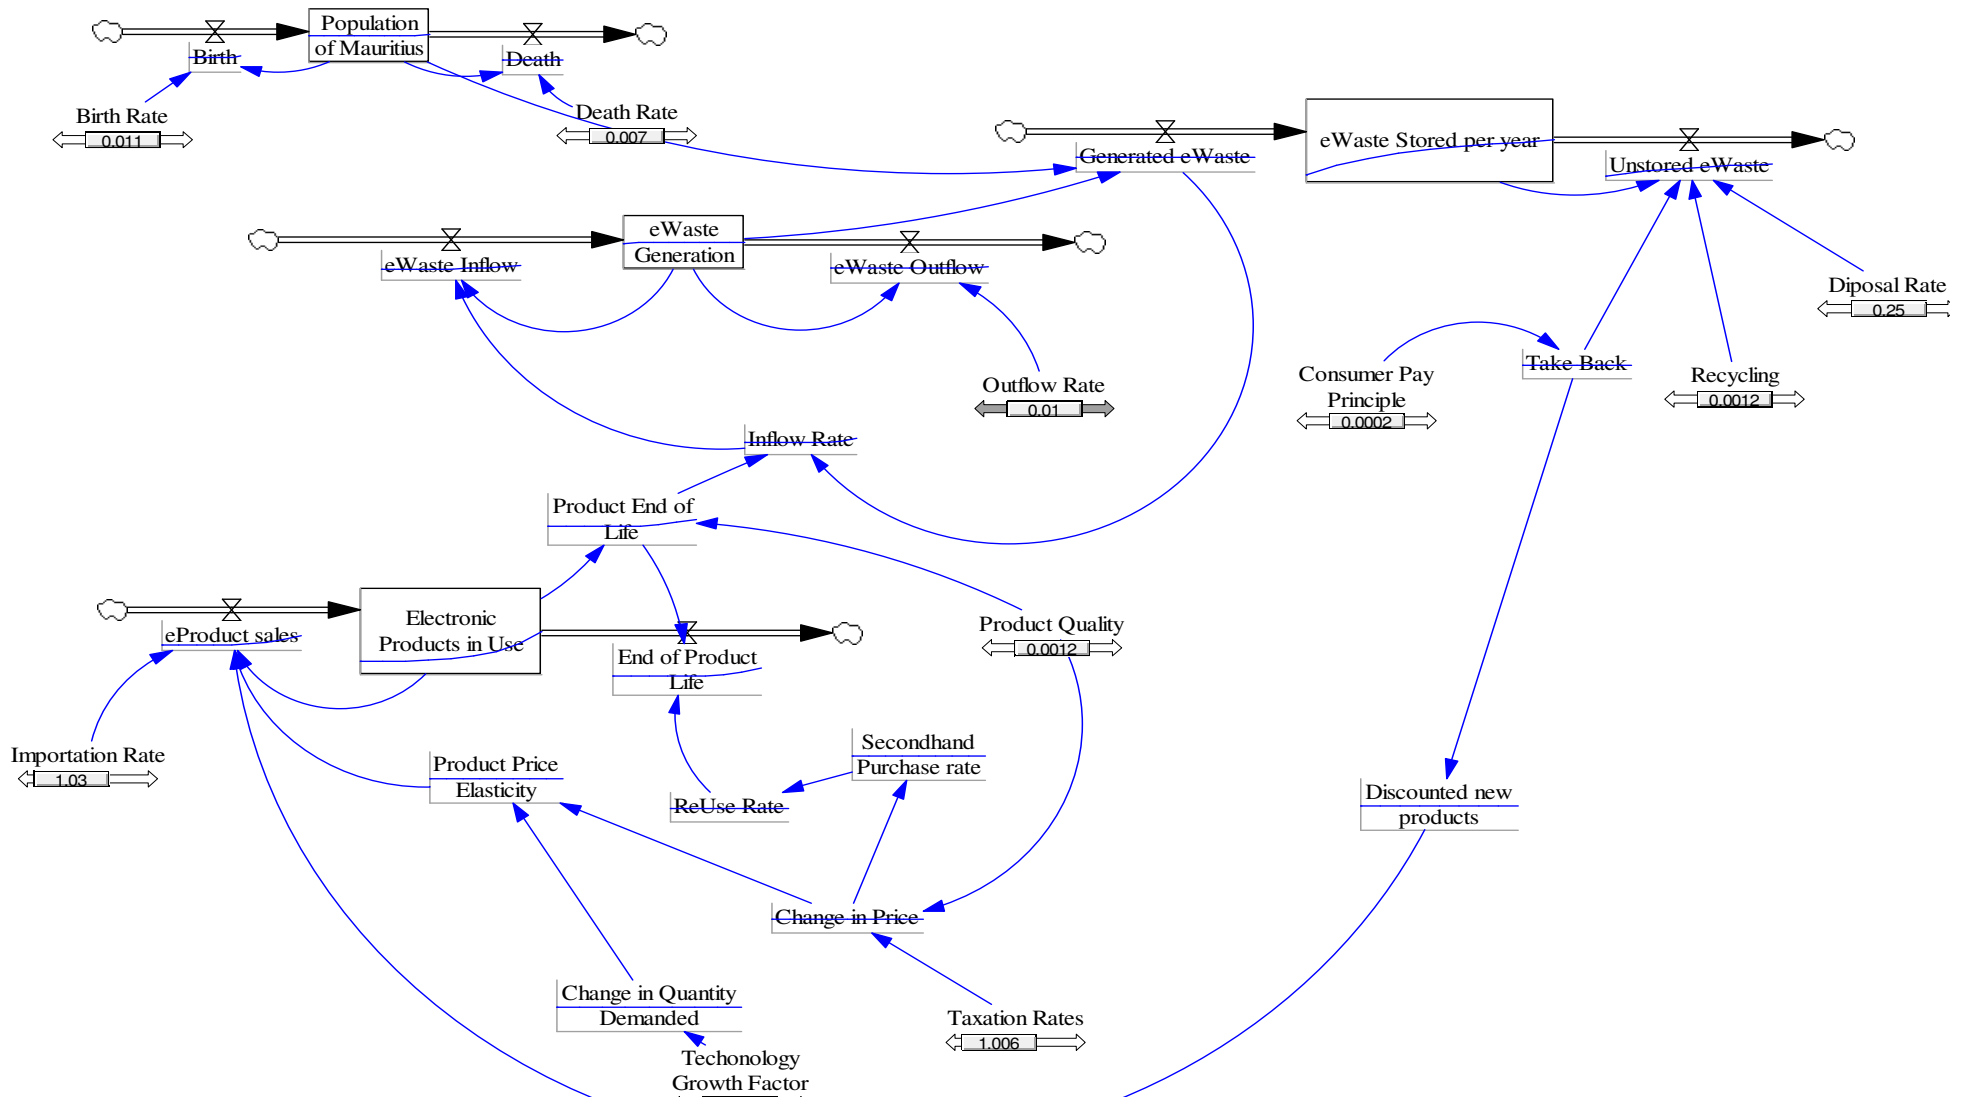 Population
of Mauritius
Birth
Death
Birth Rate
0.011
Death Rate
0.007
Generated eWaste
eWaste Stored per year
Unstored eWaste
eWaste
Generation
eWaste Inflow
eWaste Outflow
Diposal Rate
0.25
Outflow Rate
0.01
Consumer Pay
Principle
0.0002
Take Back
Recycling
0.0012
Inflow Rate
Product End of
Life
Electronic
Products in Use
eProduct sales
End of Product
Life
Product Quality
0.0012
Importation Rate
1.03
Product Price
Elasticity
Secondhand
Purchase rate
ReUse Rate
Discounted new
products
Change in Price
Change in Quantity
Demanded
Taxation Rates
1.006
Techonology
Growth Factor